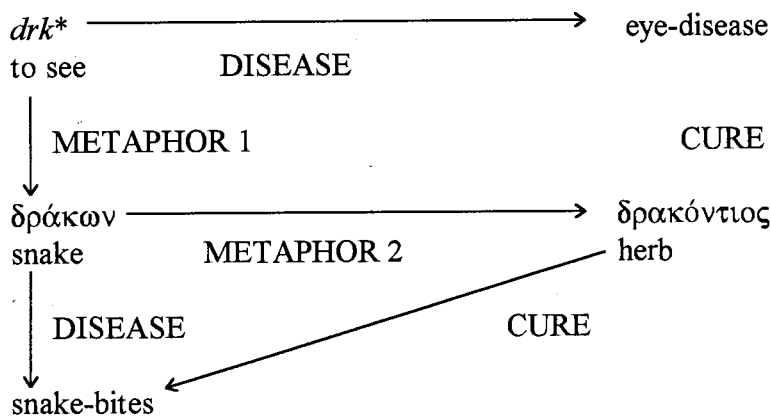 drk* eye-disease
to see DISEASE
METAPHOR 1 CURE
δράκων δρακόντιος
snake METAPHOR 2 herb
DISEASE CURE
snake-bites